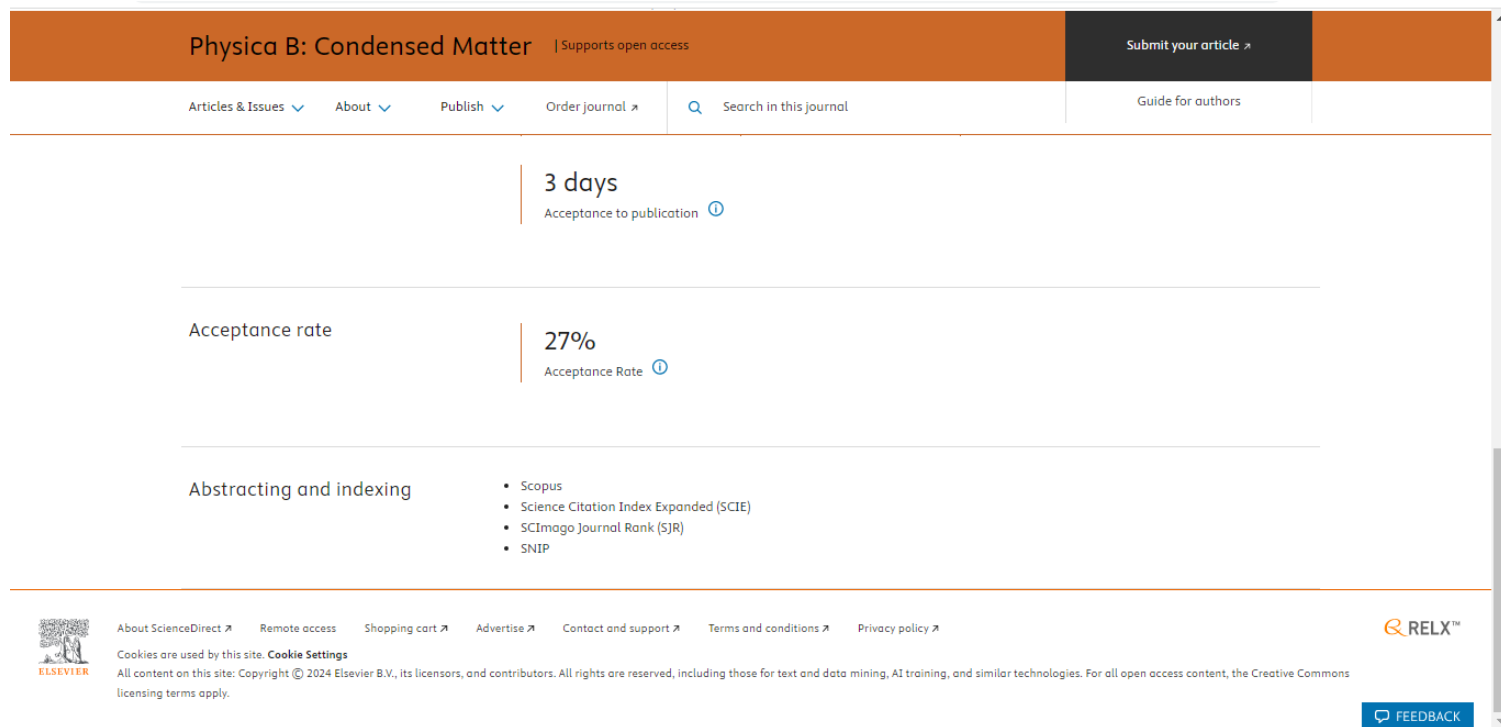 Physica B: Condensed Matter | Supports open access
Submit your article ↗
Articles & Issues About Publish Order journal ↗ Search in this journal
Guide for authors
3 days
Acceptance to publication
Acceptance rate
27%
Acceptance Rate
Abstracting and indexing
• Scopus
• Science Citation Index Expanded (SCIE)
• SCImago Journal Rank (SJR)
• SNIP
ELSEVIER
About ScienceDirect ↗ Remote access Shopping cart ↗ Advertise ↗ Contact and support ↗ Terms and conditions ↗ Privacy policy ↗
RELX™
Cookies are used by this site. Cookie Settings
All content on this site: Copyright © 2024 Elsevier B.V., its licensors, and contributors. All rights are reserved, including those for text and data mining, AI training, and similar technologies. For all open access content, the Creative Commons
licensing terms apply.
FEEDBACK